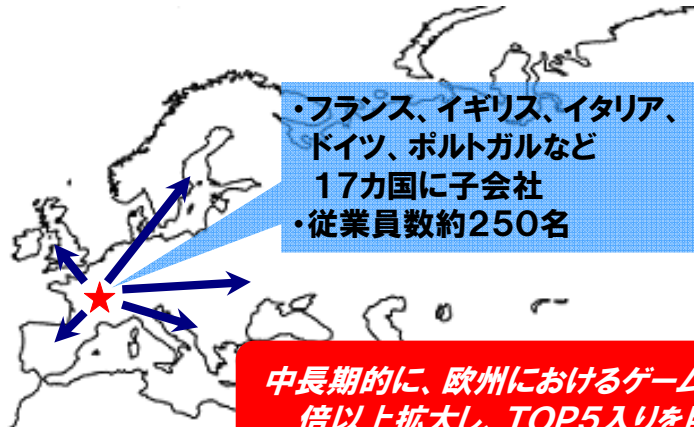 ・フランス、イギリス、イタリア、
ドイツ、ポルトガルなど
17カ国に子会社
・従業員数約250名
中長期的に、欧州におけるゲーム
倍以上拡大し、TOP5入りを